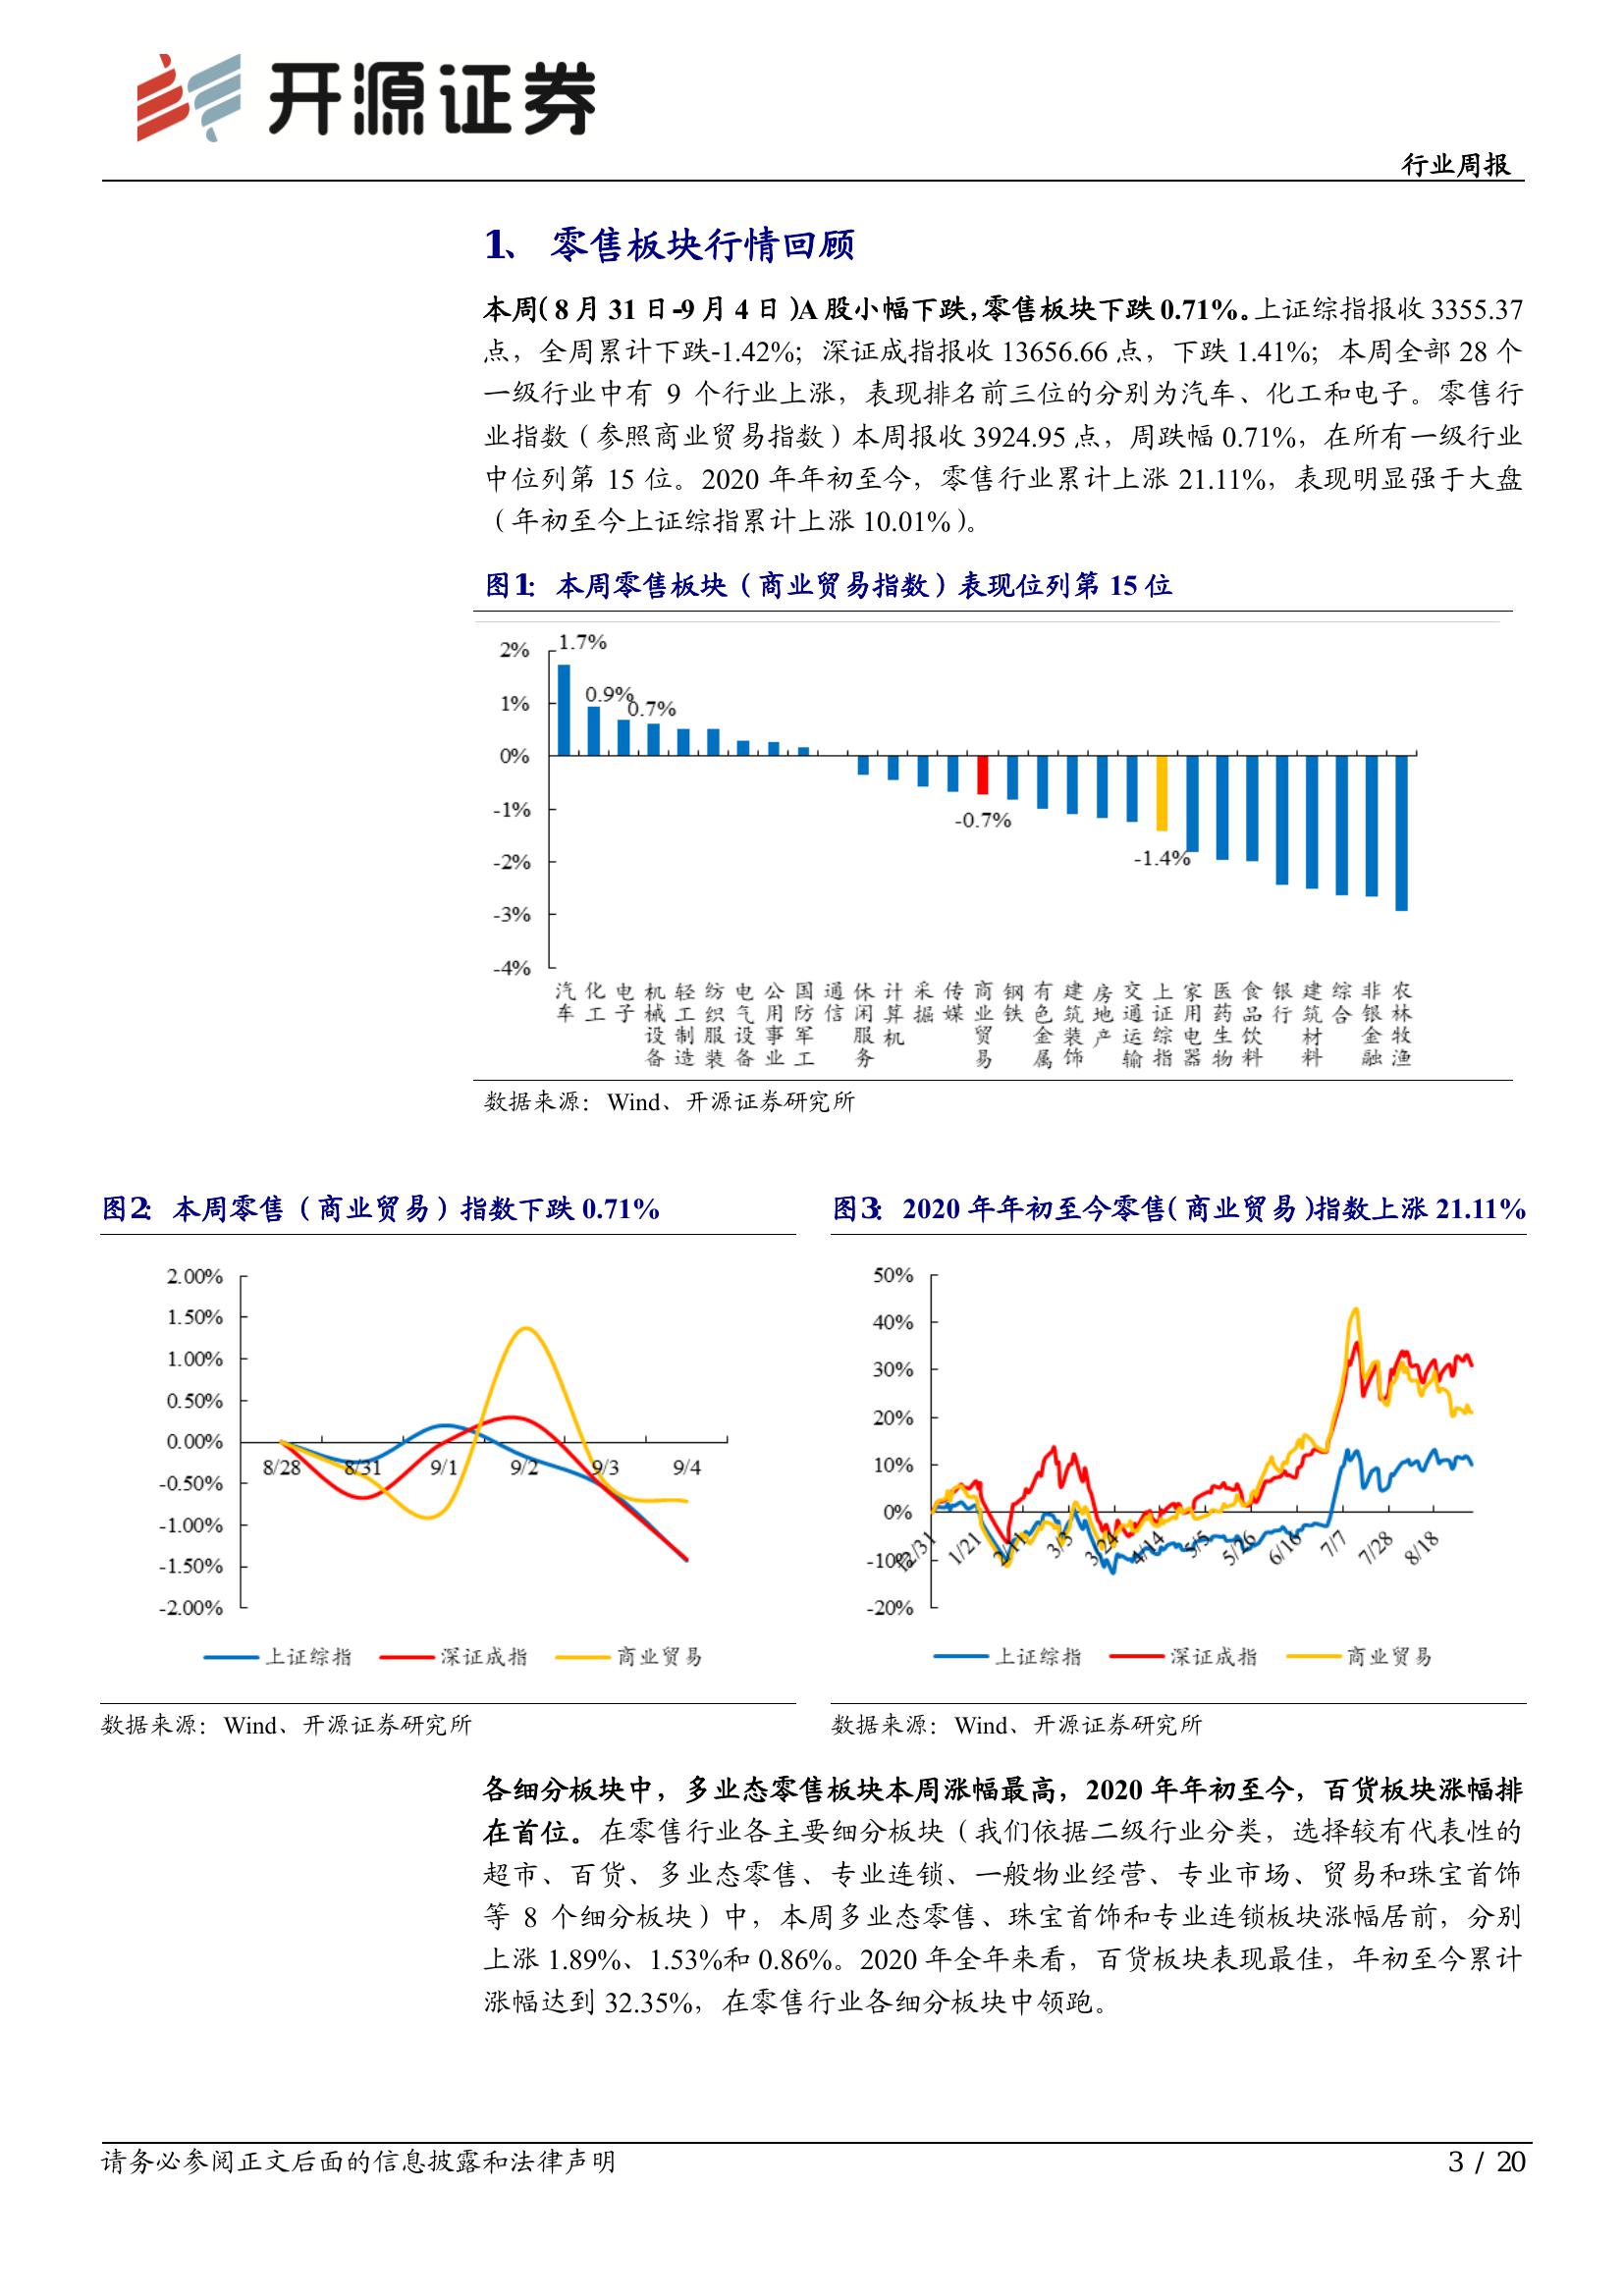 开源证券
行业周报
1、 零售板块行情回顾
本周(8月31日-9月4日)A股小幅下跌,零售板块下跌0.71%。上证综指报收3355.37
点，全周累计下跌-1.42%；深证成指报收13656.66点，下跌1.41%；本周全部28个
一级行业中有 9 个行业上涨，表现排名前三位的分别为汽车、化工和电子。零售行
业指数（参照商业贸易指数）本周报收3924.95点，周跌幅0.71%，在所有一级行业
中位列第 15 位。2020 年年初至今，零售行业累计上涨 21.11%，表现明显强于大盘
（年初至今上证综指累计上涨10.01%）。
图1： 本周零售板块（商业贸易指数）表现位列第 15 位
2%
1%
0%
-1%
-2%
-3%
-4%
1.7%
0.9%
0.7%
-0.7%
-1.4%
汽车
化工
电子
机械设备
轻工制造
纺织服装
电气设备
公用事业
国防军工
通信
休闲服务
计算机
采掘
传媒
商业贸易
钢铁
有色金属
建筑装饰
房地产
交通运输
上证综指
家用电器
医药生物
食品饮料
银行
建筑材料
综合
非银金融
农林牧渔
数据来源：Wind、开源证券研究所
图2： 本周零售（商业贸易）指数下跌 0.71%
2.00%
1.50%
1.00%
0.50%
0.00%
-0.50%
-1.00%
-1.50%
-2.00%
8/28 8/31 9/1 9/2 9/3 9/4
上证综指 深证成指 商业贸易
数据来源：Wind、开源证券研究所
图3： 2020 年年初至今零售(商业贸易)指数上涨 21.11%
50%
40%
30%
20%
10%
0%
-10%
-20%
12/31 1/21 2/11 3/3 3/24 4/14 5/5 5/26 6/16 7/7 7/28 8/18
上证综指 深证成指 商业贸易
数据来源：Wind、开源证券研究所
各细分板块中，多业态零售板块本周涨幅最高，2020 年年初至今，百货板块涨幅排
在首位。在零售行业各主要细分板块（我们依据二级行业分类，选择较有代表性的
超市、百货、多业态零售、专业连锁、一般物业经营、专业市场、贸易和珠宝首饰
等 8 个细分板块）中，本周多业态零售、珠宝首饰和专业连锁板块涨幅居前，分别
上涨 1.89%、1.53%和 0.86%。2020 年全年来看，百货板块表现最佳，年初至今累计
涨幅达到 32.35%，在零售行业各细分板块中领跑。
请务必参阅正文后面的信息披露和法律声明
3 / 20